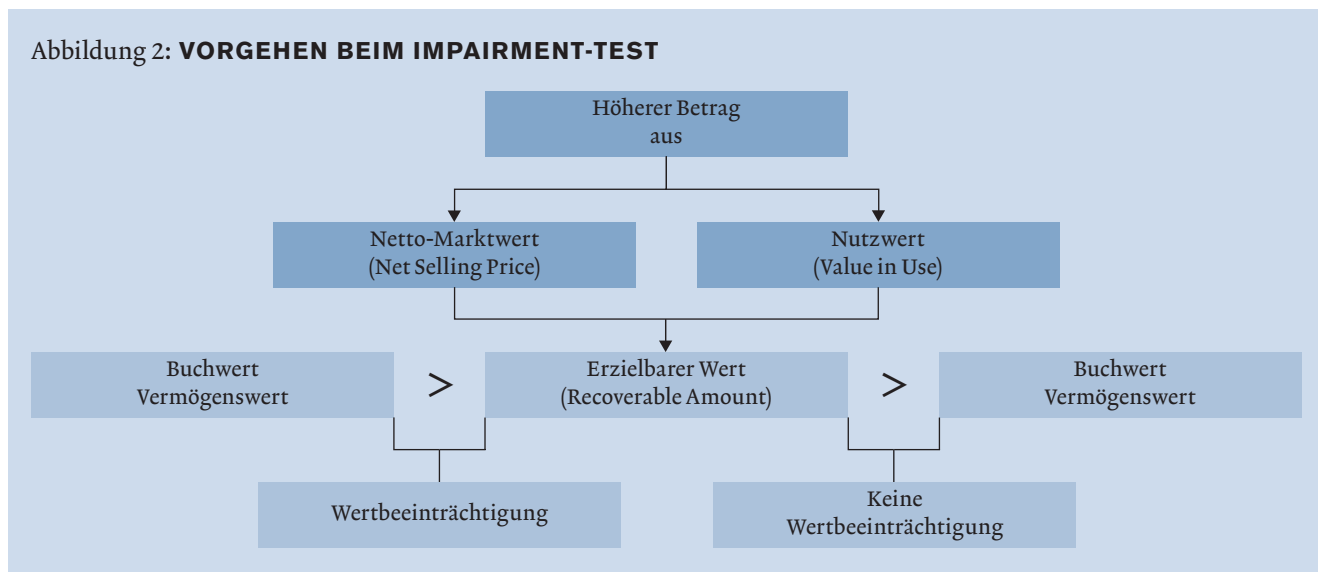 Abbildung 2: VORGEHEN BEIM IMPAIRMENT-TEST
Höherer Betrag
aus
Netto-Marktwert
(Net Selling Price)
Nutzwert
(Value in Use)
Buchwert
Vermögenswert
>
Erzielbarer Wert
(Recoverable Amount)
>
Buchwert
Vermögenswert
Wertbeeinträchtigung
Keine
Wertbeeinträchtigung